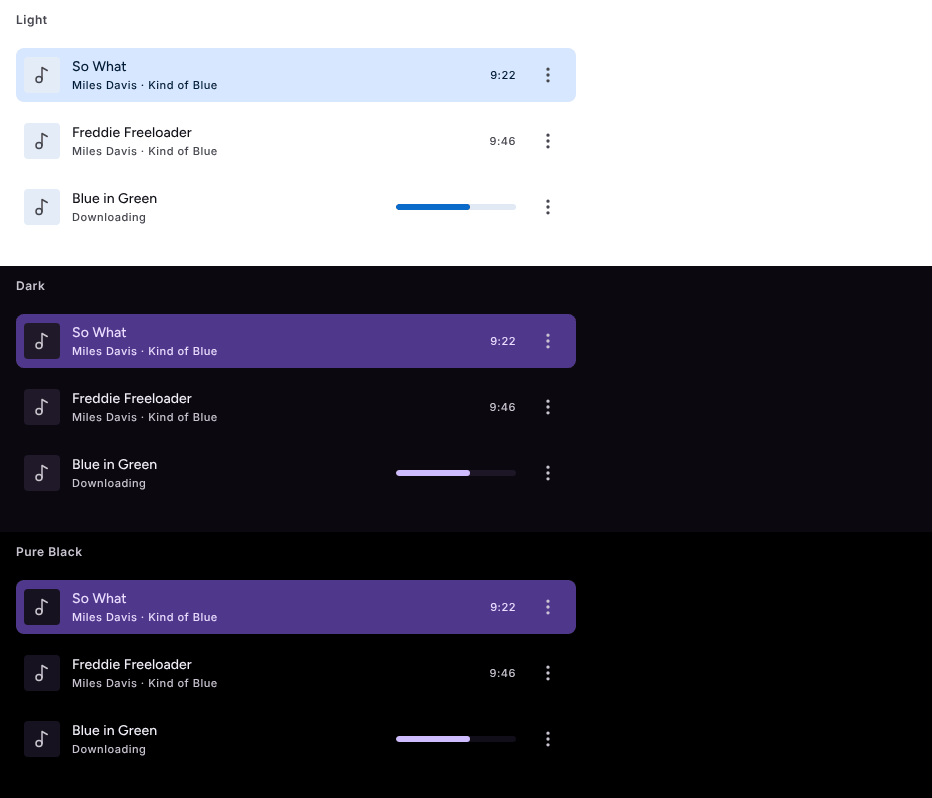 Light
So What
Miles Davis · Kind of Blue
9:22
Freddie Freeloader
Miles Davis · Kind of Blue
9:46
Blue in Green
Downloading
Dark
So What
Miles Davis · Kind of Blue
9:22
Freddie Freeloader
Miles Davis · Kind of Blue
9:46
Blue in Green
Downloading
Pure Black
So What
Miles Davis · Kind of Blue
9:22
Freddie Freeloader
Miles Davis · Kind of Blue
9:46
Blue in Green
Downloading